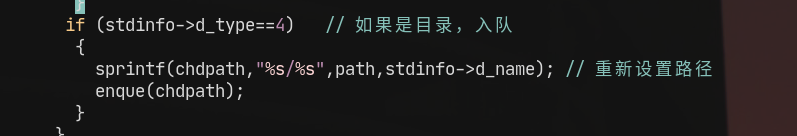 }
if (stdinfo->d_type==4)   // 如果是目录，入队
{
sprintf(chdpath,"%s/%s",path,stdinfo->d_name); // 重新设置路径
enque(chdpath);
}
}